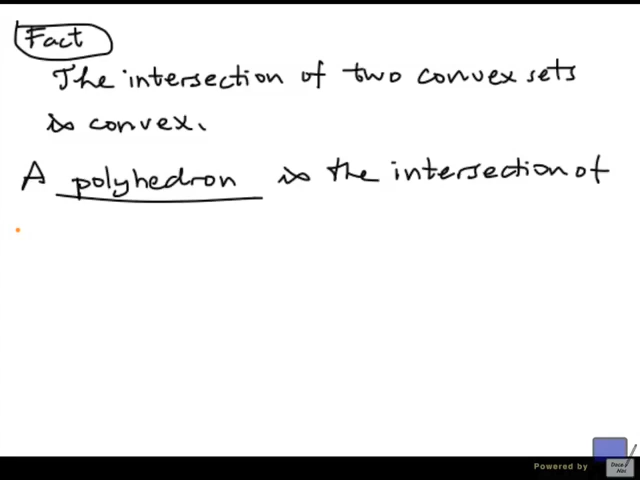 Fact
The intersection of two convex sets
is convex.
A polyhedron is the intersection of
Powered by